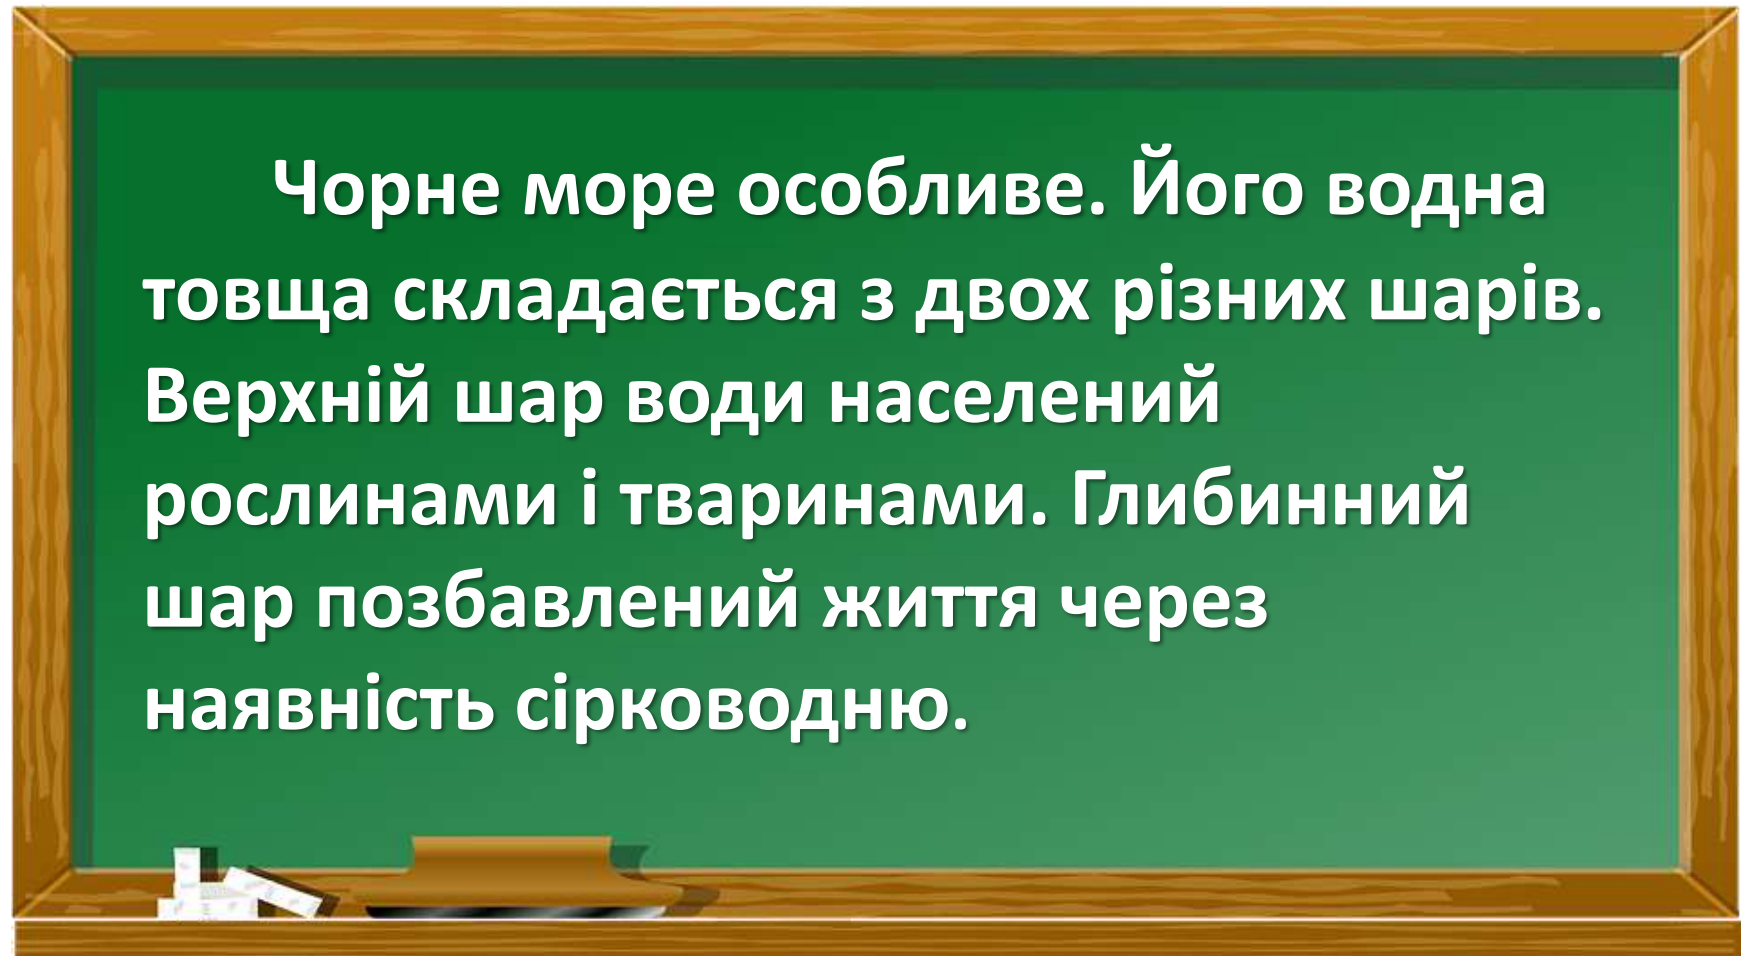 Чорне море особливе. Його водна
товща складається з двох різних шарів.
Верхній шар води населений
рослинами і тваринами. Глибинний
шар позбавлений життя через
наявність сірководню.